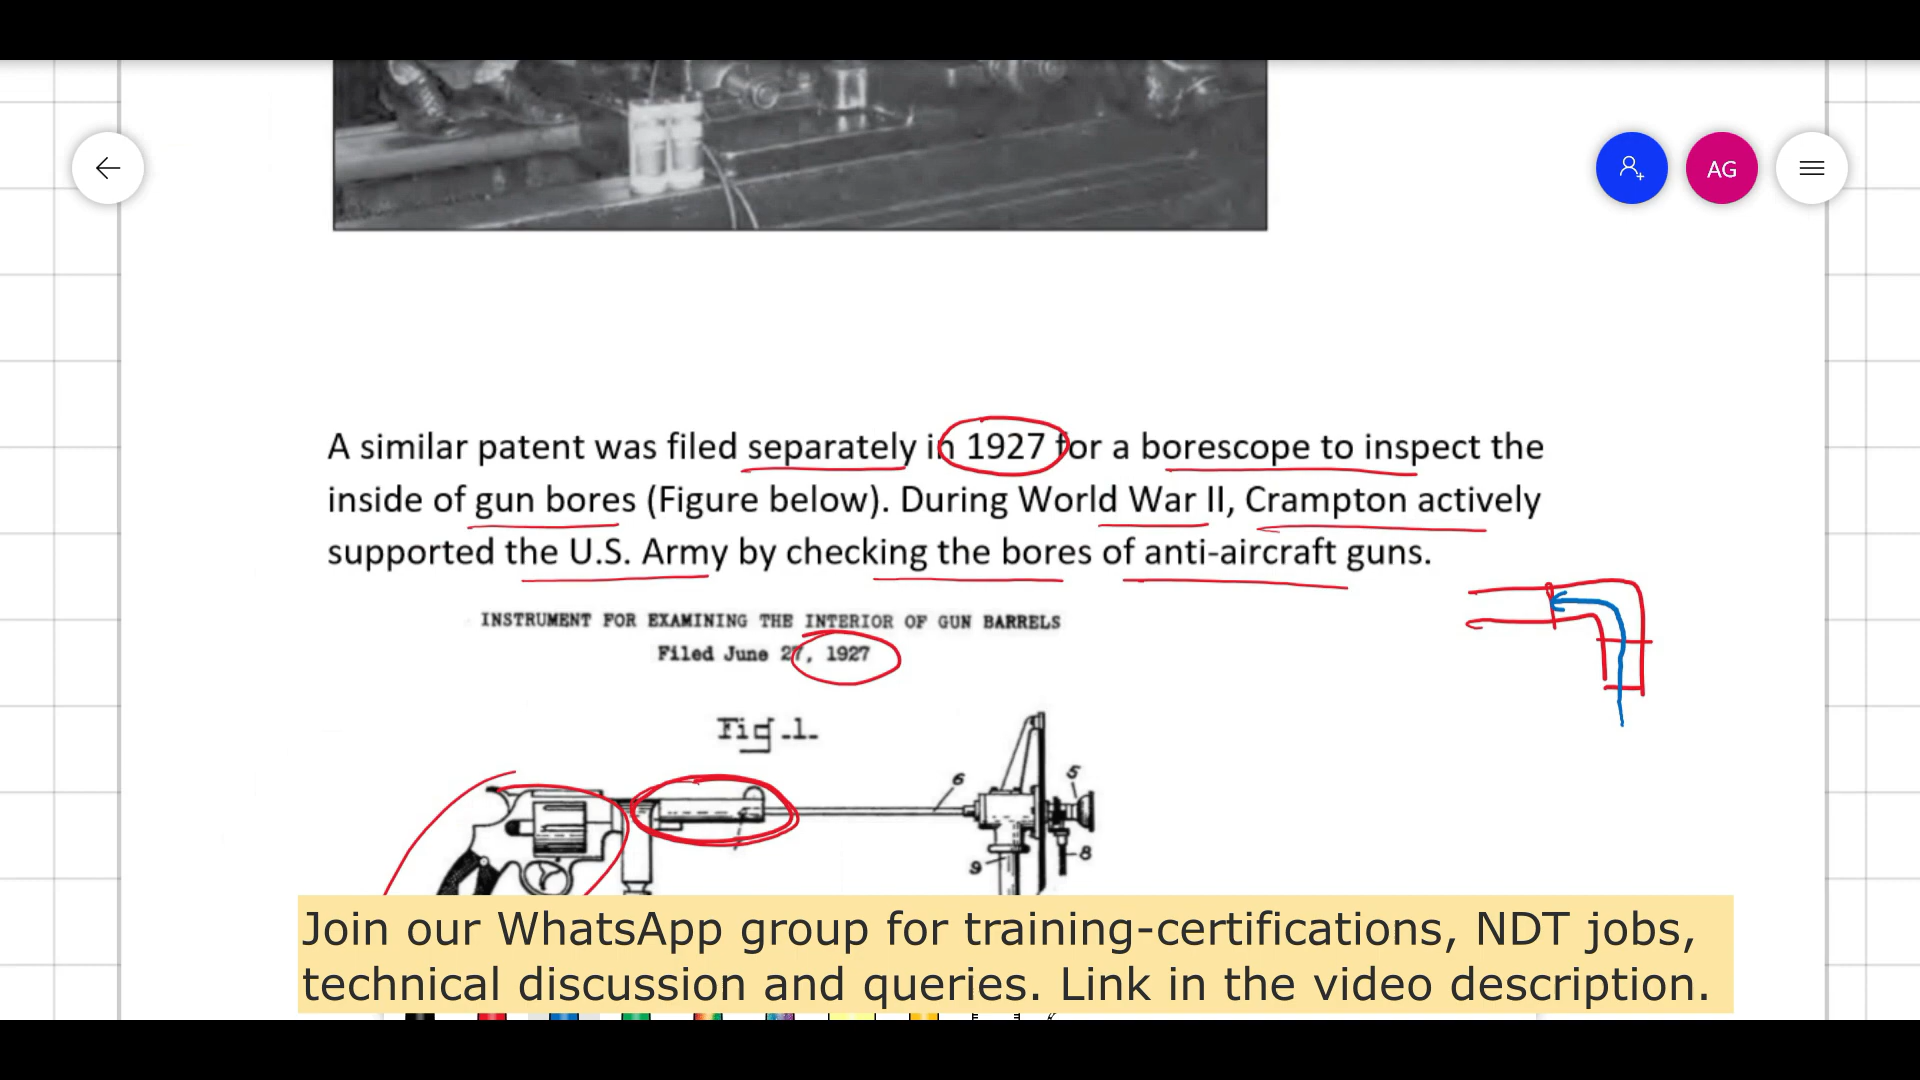 AG
A similar patent was filed separately in 1927 for a borescope to inspect the
inside of gun bores (Figure below). During World War II, Crampton actively
supported the U.S. Army by checking the bores of anti-aircraft guns.
INSTRUMENT FOR EXAMINING THE INTERIOR OF GUN BARRELS
Filed June 27, 1927
Fig.1.
6
5
8
9
Join our WhatsApp group for training-certifications, NDT jobs,
technical discussion and queries. Link in the video description.